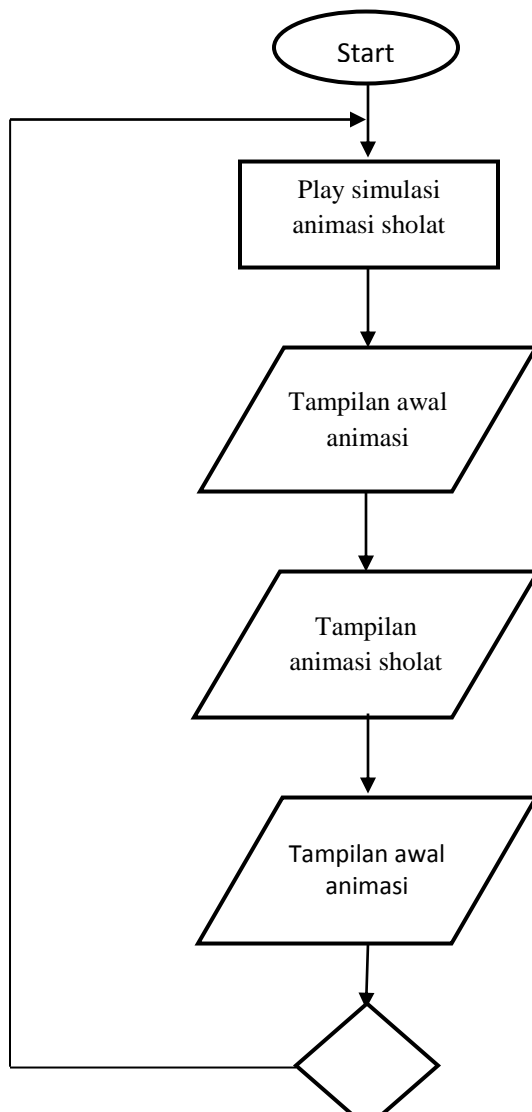 Start
Play simulasi
animasi sholat
Tampilan awal
animasi
Tampilan
animasi sholat
Tampilan awal
animasi